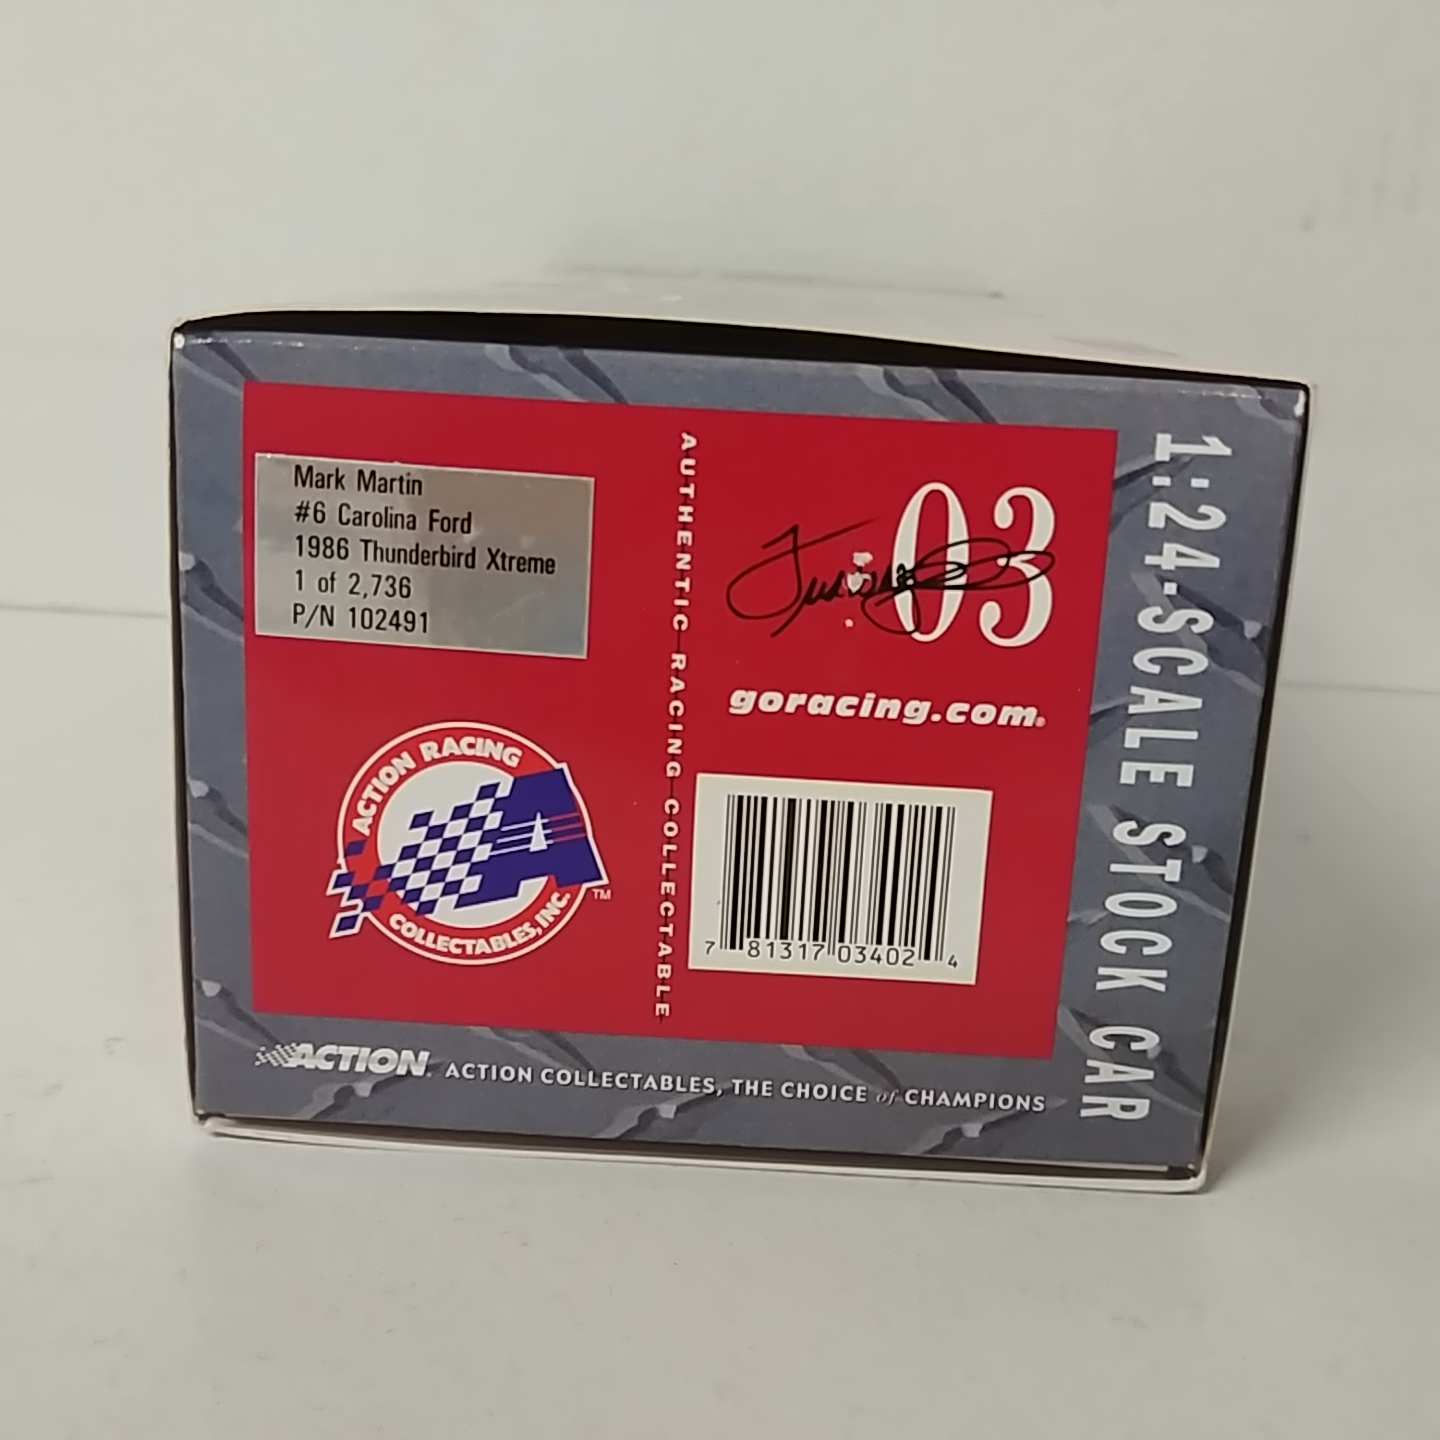 Mark Martin
#6 Carolina Ford
1986 Thunderbird Xtreme
1 of 2,736
P/N 102491
ACTION RACING
COLLECTABLES, INC.
TM
AUTHENTIC RACING COLLECTABLE
03
goracing.com
7 81317 03402 4
1:24-SCALE STOCK CAR
ACTION
ACTION COLLECTABLES, THE CHOICE of CHAMPIONS